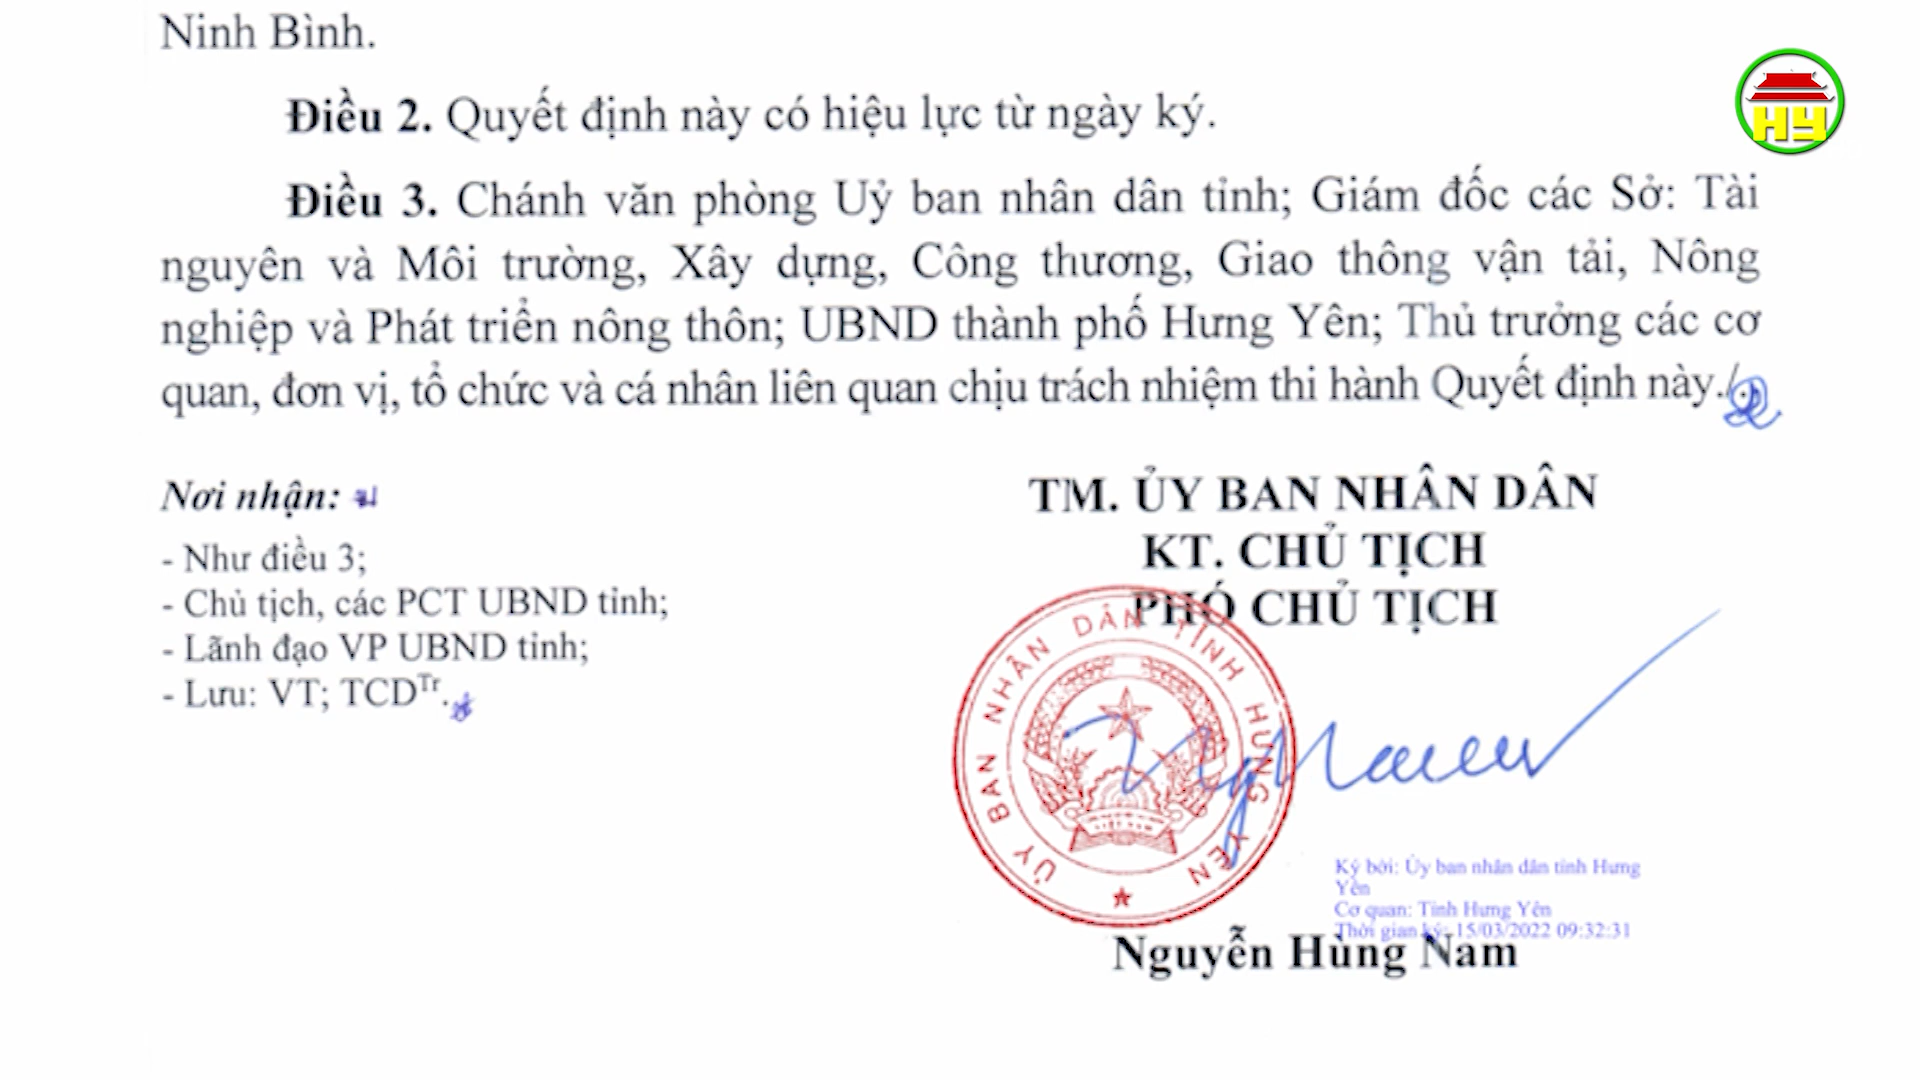 Ninh Bình.
Điều 2. Quyết định này có hiệu lực từ ngày ký.
Điều 3. Chánh văn phòng Uỷ ban nhân dân tỉnh; Giám đốc các Sở: Tài
nguyên và Môi trường, Xây dựng, Công thương, Giao thông vận tải, Nông
nghiệp và Phát triển nông thôn; UBND thành phố Hưng Yên; Thủ trưởng các cơ
quan, đơn vị, tổ chức và cá nhân liên quan chịu trách nhiệm thi hành Quyết định này./.
Nơi nhận:
- Như điều 3;
- Chủ tịch, các PCT UBND tỉnh;
- Lãnh đạo VP UBND tỉnh;
- Lưu: VT; TCDTr.
TM. ỦY BAN NHÂN DÂN
KT. CHỦ TỊCH
PHÓ CHỦ TỊCH
ỦY BAN NHÂN DÂN TỈNH HƯNG YÊN
Ký bởi: Ủy ban nhân dân tỉnh Hưng
Yên
Cơ quan: Tỉnh Hưng Yên
Thời gian ký: 15/03/2022 09:32:31
Nguyễn Hùng Nam
HY